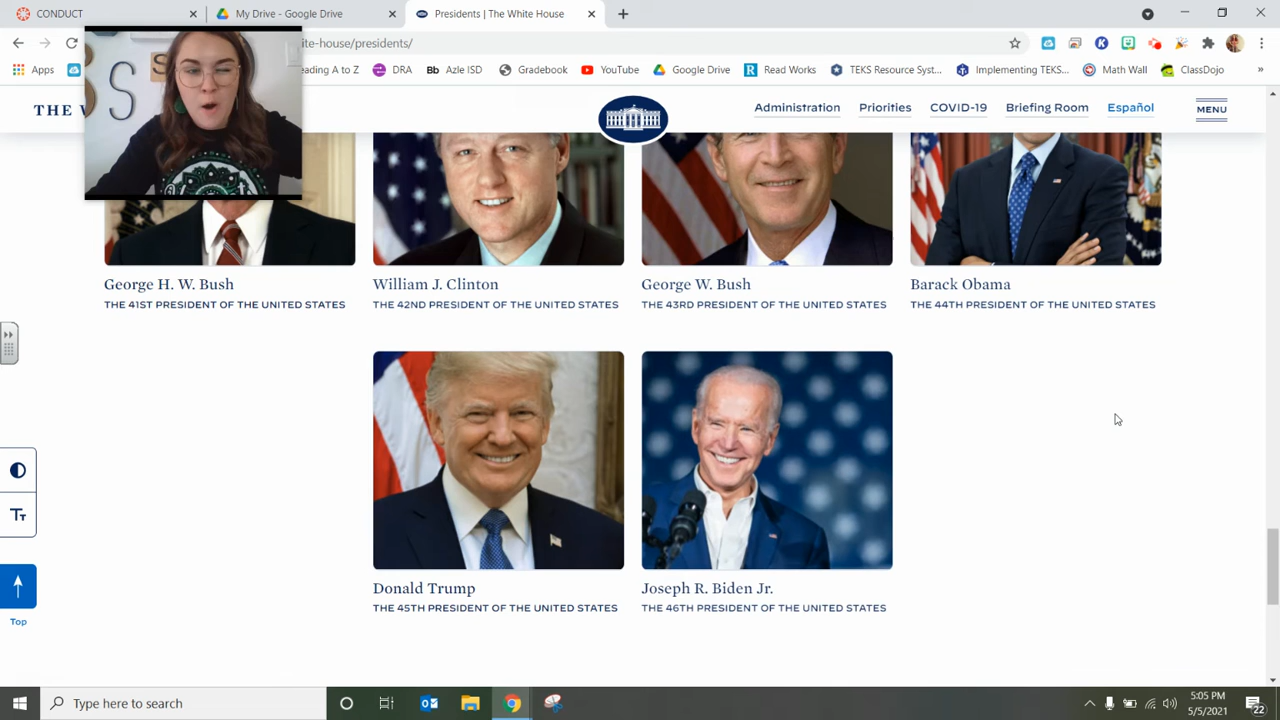 CONDUCT
My Drive - Google Drive
Presidents | The White House
ite-house/presidents/
Apps
eading A to Z
DRA
Bb Azle ISD
Gradebook
YouTube
Google Drive
Read Works
TEKS Resource Syst...
Implementing TEKS...
Math Wall
ClassDojo
THE W
Administration
Priorities
COVID-19
Briefing Room
Español
MENU
George H. W. Bush
THE 41ST PRESIDENT OF THE UNITED STATES
William J. Clinton
THE 42ND PRESIDENT OF THE UNITED STATES
George W. Bush
THE 43RD PRESIDENT OF THE UNITED STATES
Barack Obama
THE 44TH PRESIDENT OF THE UNITED STATES
Donald Trump
THE 45TH PRESIDENT OF THE UNITED STATES
Joseph R. Biden Jr.
THE 46TH PRESIDENT OF THE UNITED STATES
TT
Top
Type here to search
5:05 PM
5/5/2021
22